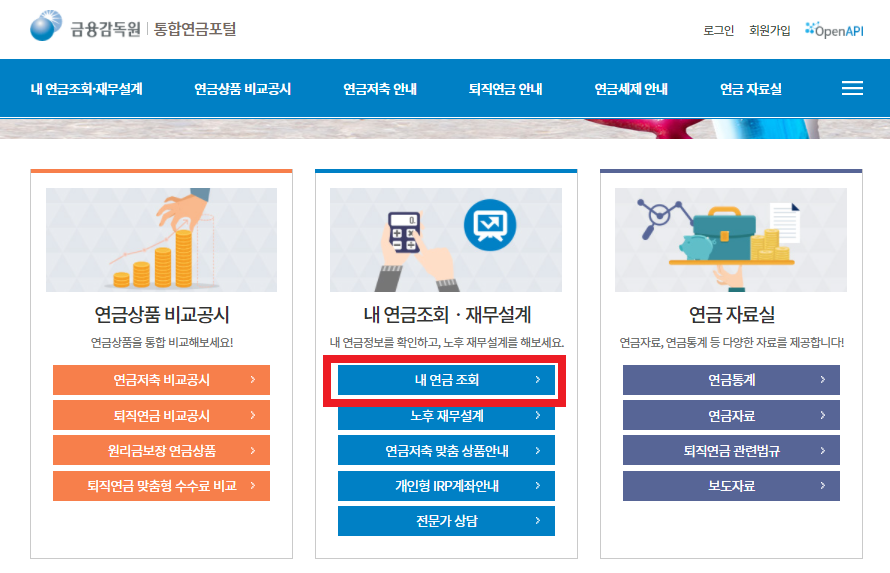 금융감독원 통합연금포털
로그인 회원가입 OpenAPI
내 연금조회·재무설계 연금상품 비교공시 연금저축 안내 퇴직연금 안내 연금세제 안내 연금 자료실
연금상품 비교공시
연금상품을 통합 비교해보세요!
연금저축 비교공시
퇴직연금 비교공시
원리금보장 연금상품
퇴직연금 맞춤형 수수료 비교
0.
내 연금조회 · 재무설계
내 연금정보를 확인하고, 노후 재무설계를 해보세요.
내 연금 조회
노후 재무설계
연금저축 맞춤 상품안내
개인형 IRP계좌안내
전문가 상담
연금 자료실
연금자료, 연금통계 등 다양한 자료를 제공합니다!
연금통계
연금자료
퇴직연금 관련법규
보도자료